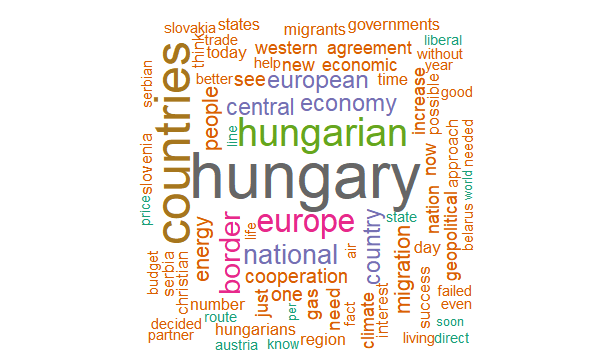 slovakia states migrants governments
think trade today western agreement liberal
without
help new economic year
better see european time good
serbian countries people central economy increase possible
line hungarian
hungary
price slovenia now approach needed world
nation geopolitical belarus
border europe country state
life
energy national air migration day
budget serbia christian cooperation success
number just one gas need fact climate interest failed
even
decided route per soon
partner hungarians region living direct
austria know